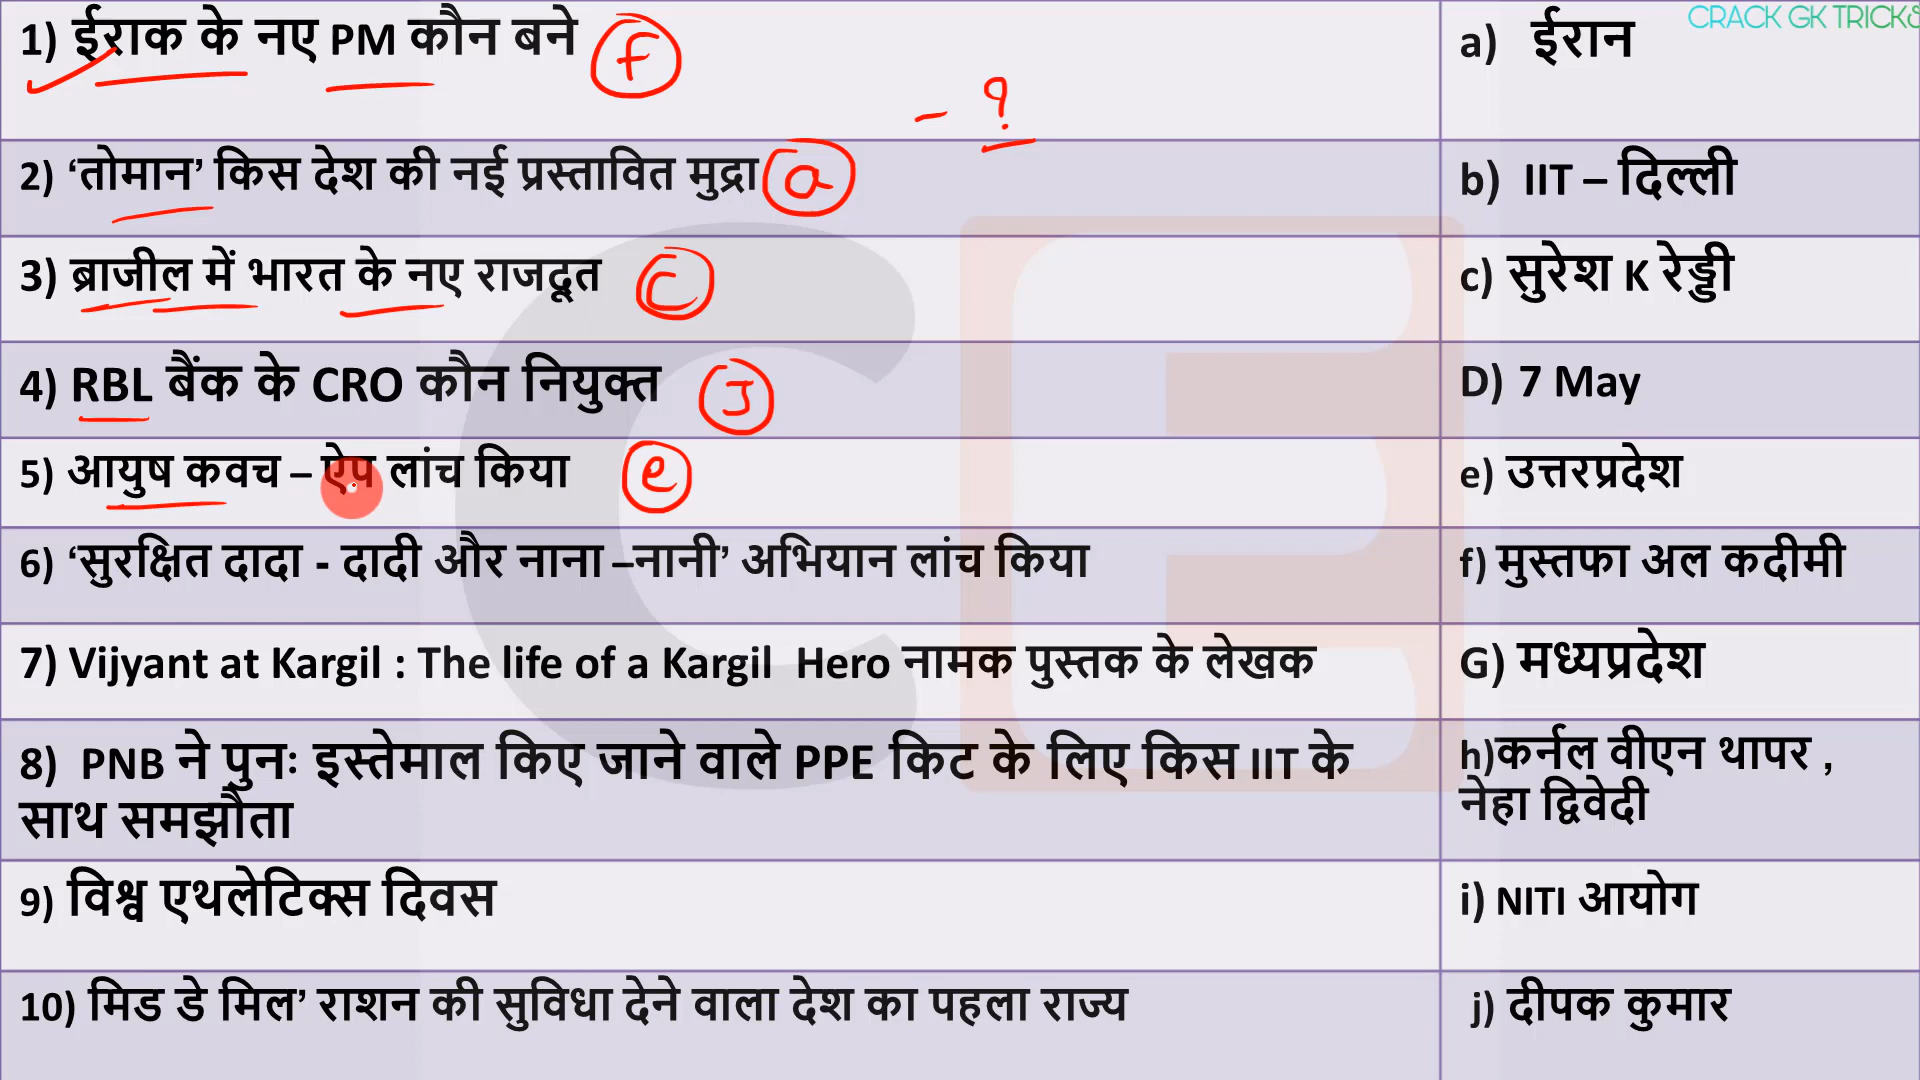 CRACK GK TRICKS
1) ईराक के नए PM कौन बने f
a) ईरान
- ?
2) ‘तोमान’ किस देश की नई प्रस्तावित मुद्रा a
b) IIT – दिल्ली
3) ब्राजील में भारत के नए राजदूत c
c) सुरेश K रेड्डी
4) RBL बैंक के CRO कौन नियुक्त J
D) 7 May
5) आयुष कवच – ऐप लांच किया e
e) उत्तरप्रदेश
6) ‘सुरक्षित दादा - दादी और नाना –नानी’ अभियान लांच किया
f) मुस्तफा अल कदीमी
7) Vijyant at Kargil : The life of a Kargil Hero नामक पुस्तक के लेखक
G) मध्यप्रदेश
8) PNB ने पुनः इस्तेमाल किए जाने वाले PPE किट के लिए किस IIT के
साथ समझौता
h)कर्नल वीएन थापर ,
नेहा द्विवेदी
9) विश्व एथलेटिक्स दिवस
i) NITI आयोग
10) मिड डे मिल’ राशन की सुविधा देने वाला देश का पहला राज्य
j) दीपक कुमार
CE